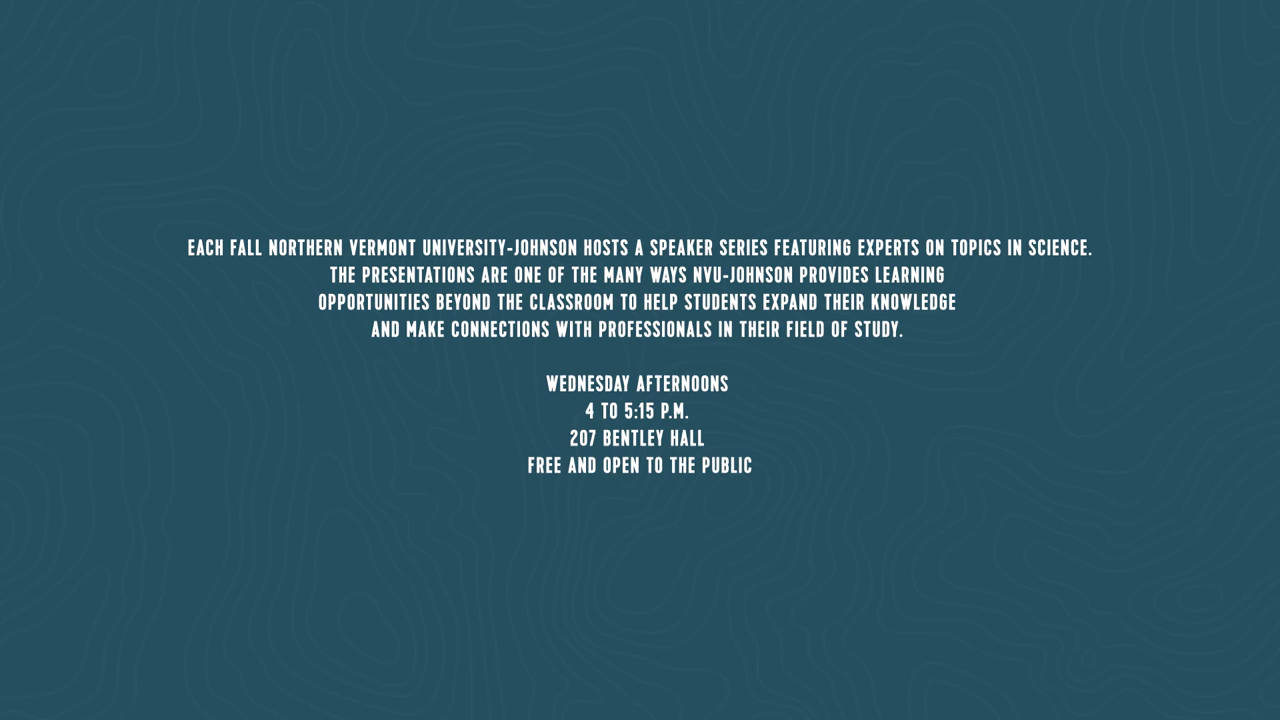 EACH FALL NORTHERN VERMONT UNIVERSITY-JOHNSON HOSTS A SPEAKER SERIES FEATURING EXPERTS ON TOPICS IN SCIENCE.
THE PRESENTATIONS ARE ONE OF THE MANY WAYS NVU-JOHNSON PROVIDES LEARNING
OPPORTUNITIES BEYOND THE CLASSROOM TO HELP STUDENTS EXPAND THEIR KNOWLEDGE
AND MAKE CONNECTIONS WITH PROFESSIONALS IN THEIR FIELD OF STUDY.
WEDNESDAY AFTERNOONS
4 TO 5:15 P.M.
207 BENTLEY HALL
FREE AND OPEN TO THE PUBLIC